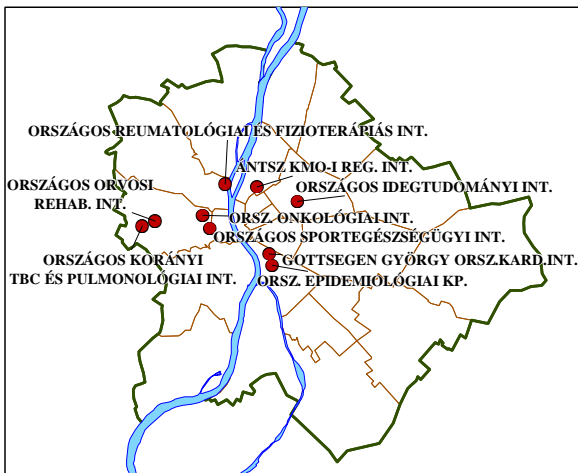 ORSZÁGOS REUMATOLÓGIAI ÉS FIZIOTERÁPIÁS INT.
ÁNTSZ KMO-I REG. INT.
ORSZÁGOS ORVOSI
REHAB. INT.
ORSZÁGOS IDEGTUDOMÁNYI INT.
ORSZ. ONKOLÓGIAI INT.
ORSZÁGOS SPORTEGÉSZSÉGÜGYI INT.
ORSZÁGOS KORÁNYI
TBC ÉS PULMONOLÓGIAI INT.
GOTTSEGEN GYÖRGY ORSZ.KARD.INT.
ORSZ. EPIDEMIOLÓGIAI KP.